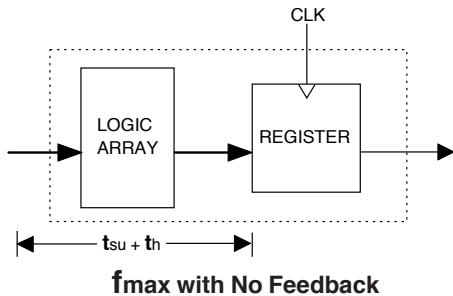 CLK
LOGIC
ARRAY
REGISTER
tsu + th
fmax with No Feedback